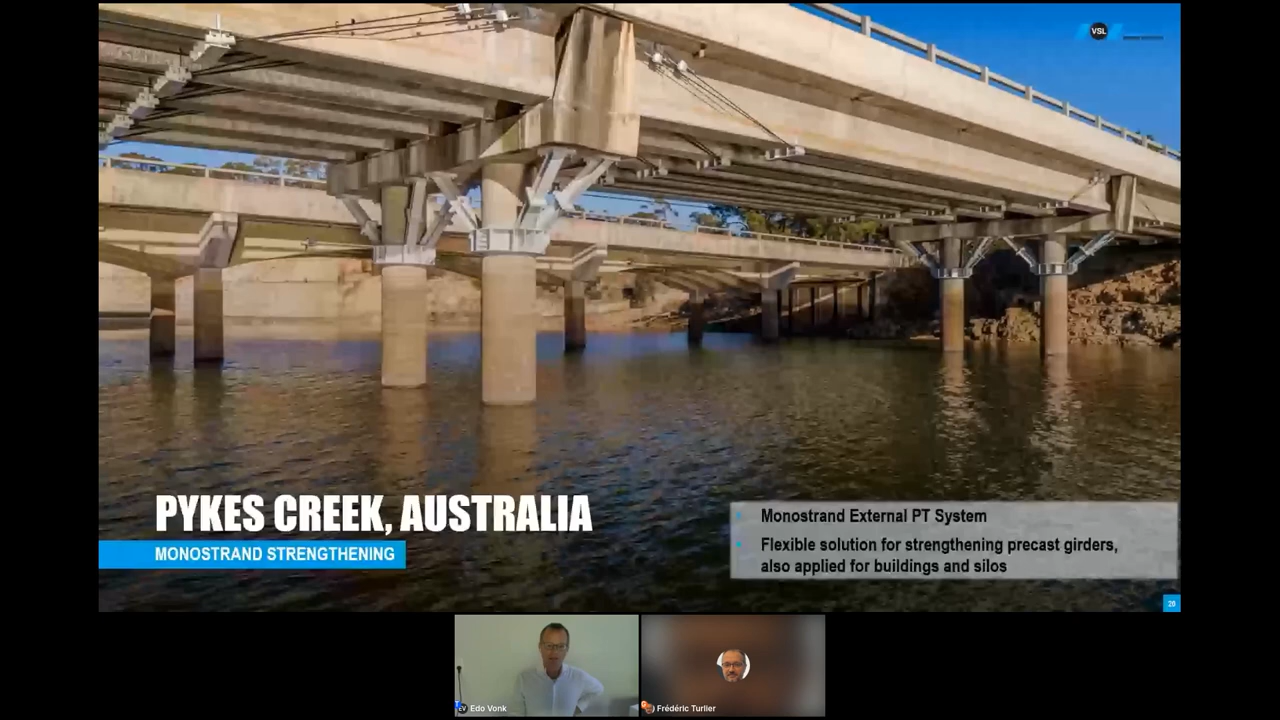 VSL
PYKES CREEK, AUSTRALIA
MONOSTRAND STRENGTHENING
Monostrand External PT System
Flexible solution for strengthening precast girders,
also applied for buildings and silos
20
Edo Vonk
Frédéric Turlier